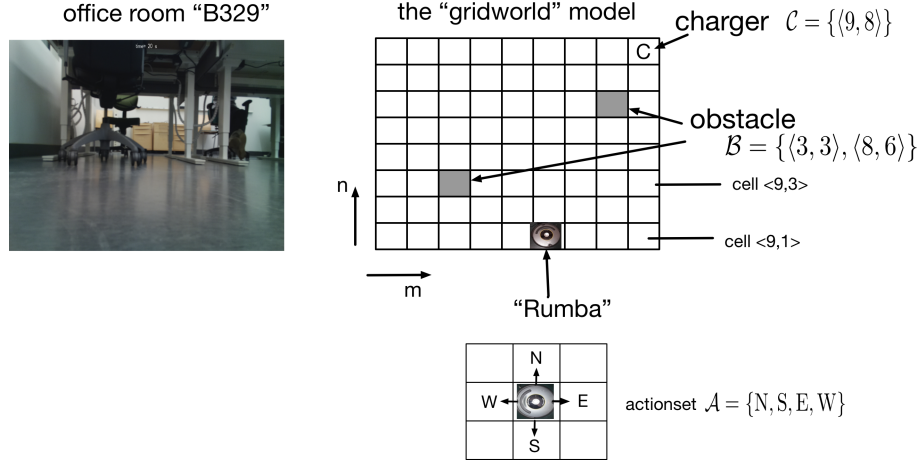 office room “B329”
the “gridworld” model
charger 𝒞 = {⟨9, 8⟩}
C
obstacle
ℬ = {⟨3, 3⟩, ⟨8, 6⟩}
n
cell <9,3>
cell <9,1>
m
“Rumba”
N
W
E
S
actionset 𝒜 = {N, S, E, W}